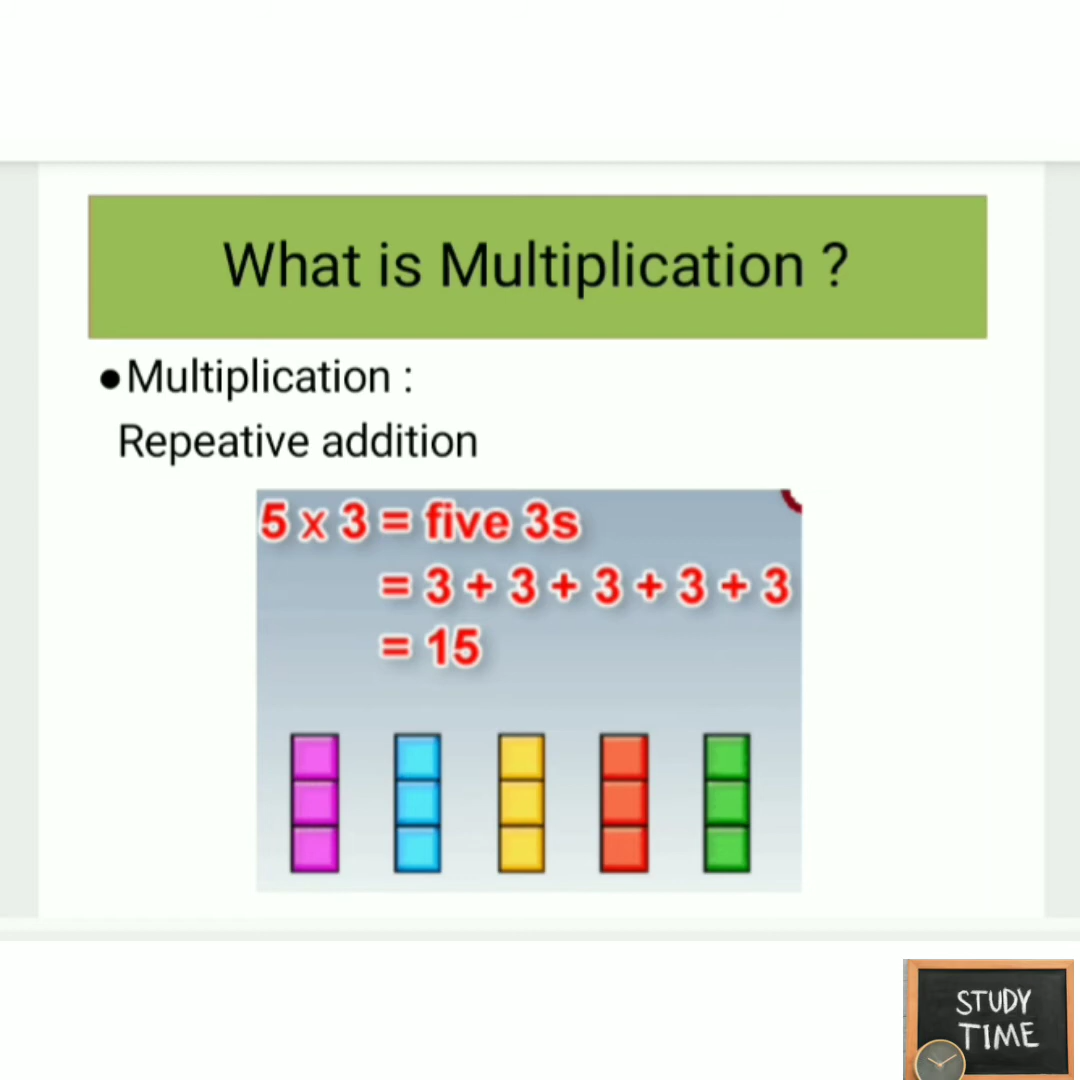 What is Multiplication ?
●Multiplication :
Repeative addition
5 x 3 = five 3s
= 3 + 3 + 3 + 3 + 3
= 15
STUDY
TIME